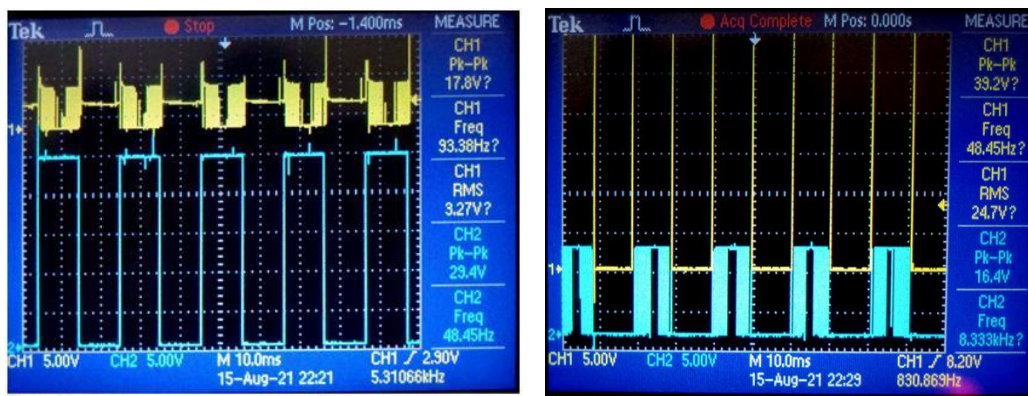 Tek Stop M Pos: -1.400ms MEASURE
CH1
Pk-Pk
17.8V?
CH1
Freq
93.38Hz?
CH1
RMS
3.27V?
CH2
Pk-Pk
29.4V
CH2
Freq
48.45Hz
1
2
CH1 5.00V CH2 5.00V M 10.0ms CH1 2.90V
15-Aug-21 22:21 5.31066kHz
Tek Acq Complete M Pos: 0.000s MEASURE
CH1
Pk-Pk
39.2V?
CH1
Freq
48.45Hz?
CH1
RMS
24.7V?
CH2
Pk-Pk
16.4V
CH2
Freq
8.333kHz?
1
2
CH1 5.00V CH2 5.00V M 10.0ms CH1 8.20V
15-Aug-21 22:29 830.869Hz